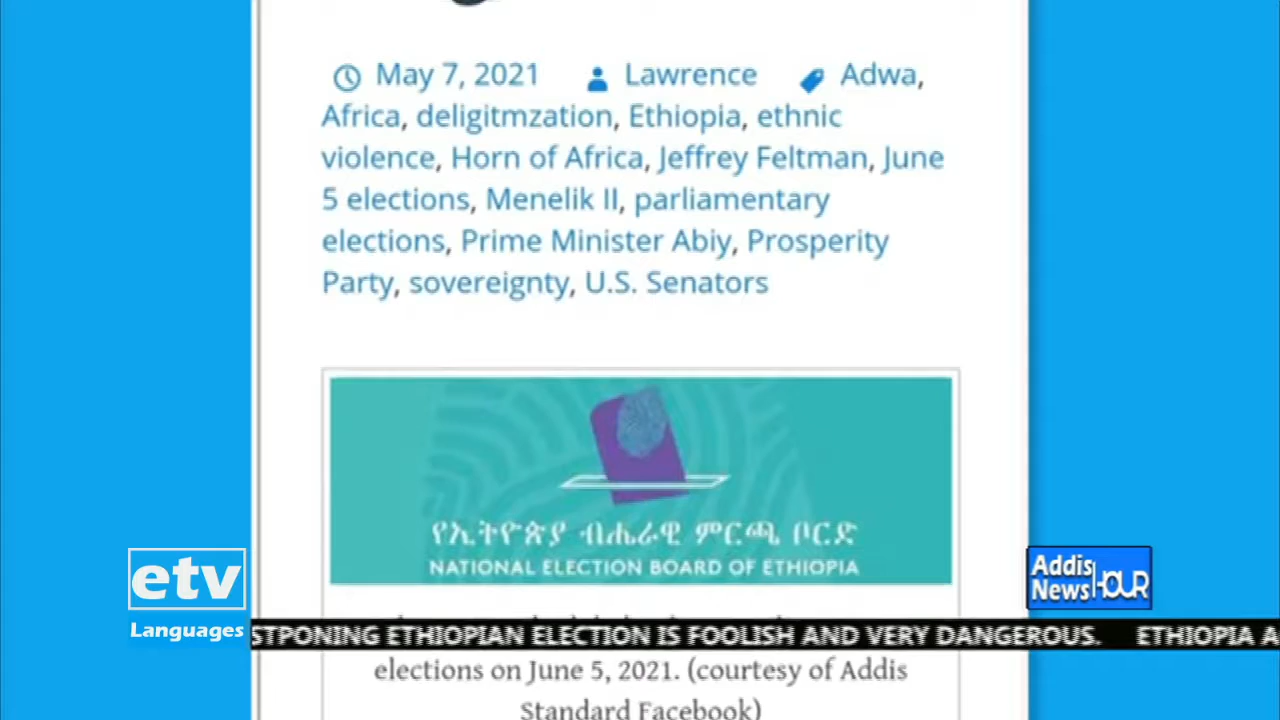 May 7, 2021 Lawrence Adwa,
Africa, deligitmzation, Ethiopia, ethnic
violence, Horn of Africa, Jeffrey Feltman, June
5 elections, Menelik II, parliamentary
elections, Prime Minister Abiy, Prosperity
Party, sovereignty, U.S. Senators
የኢትዮጵያ ብሔራዊ ምርጫ ቦርድ
NATIONAL ELECTION BOARD OF ETHIOPIA
etv
Languages
Addis
News HOUR
STPONING ETHIOPIAN ELECTION IS FOOLISH AND VERY DANGEROUS. ETHIOPIA A
elections on June 5, 2021. (courtesy of Addis
Standard Facebook)